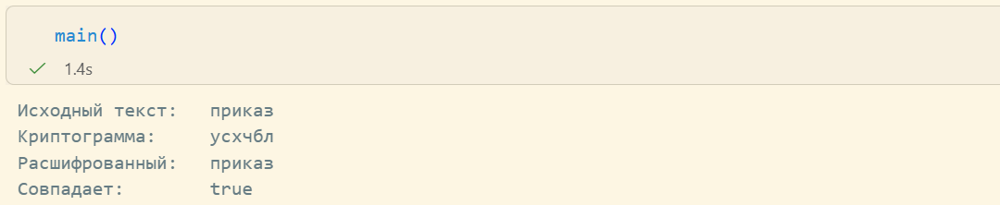 main()
1.4s
Исходный текст: приказ
Криптограмма: усхчбл
Расшифрованный: приказ
Совпадает: true